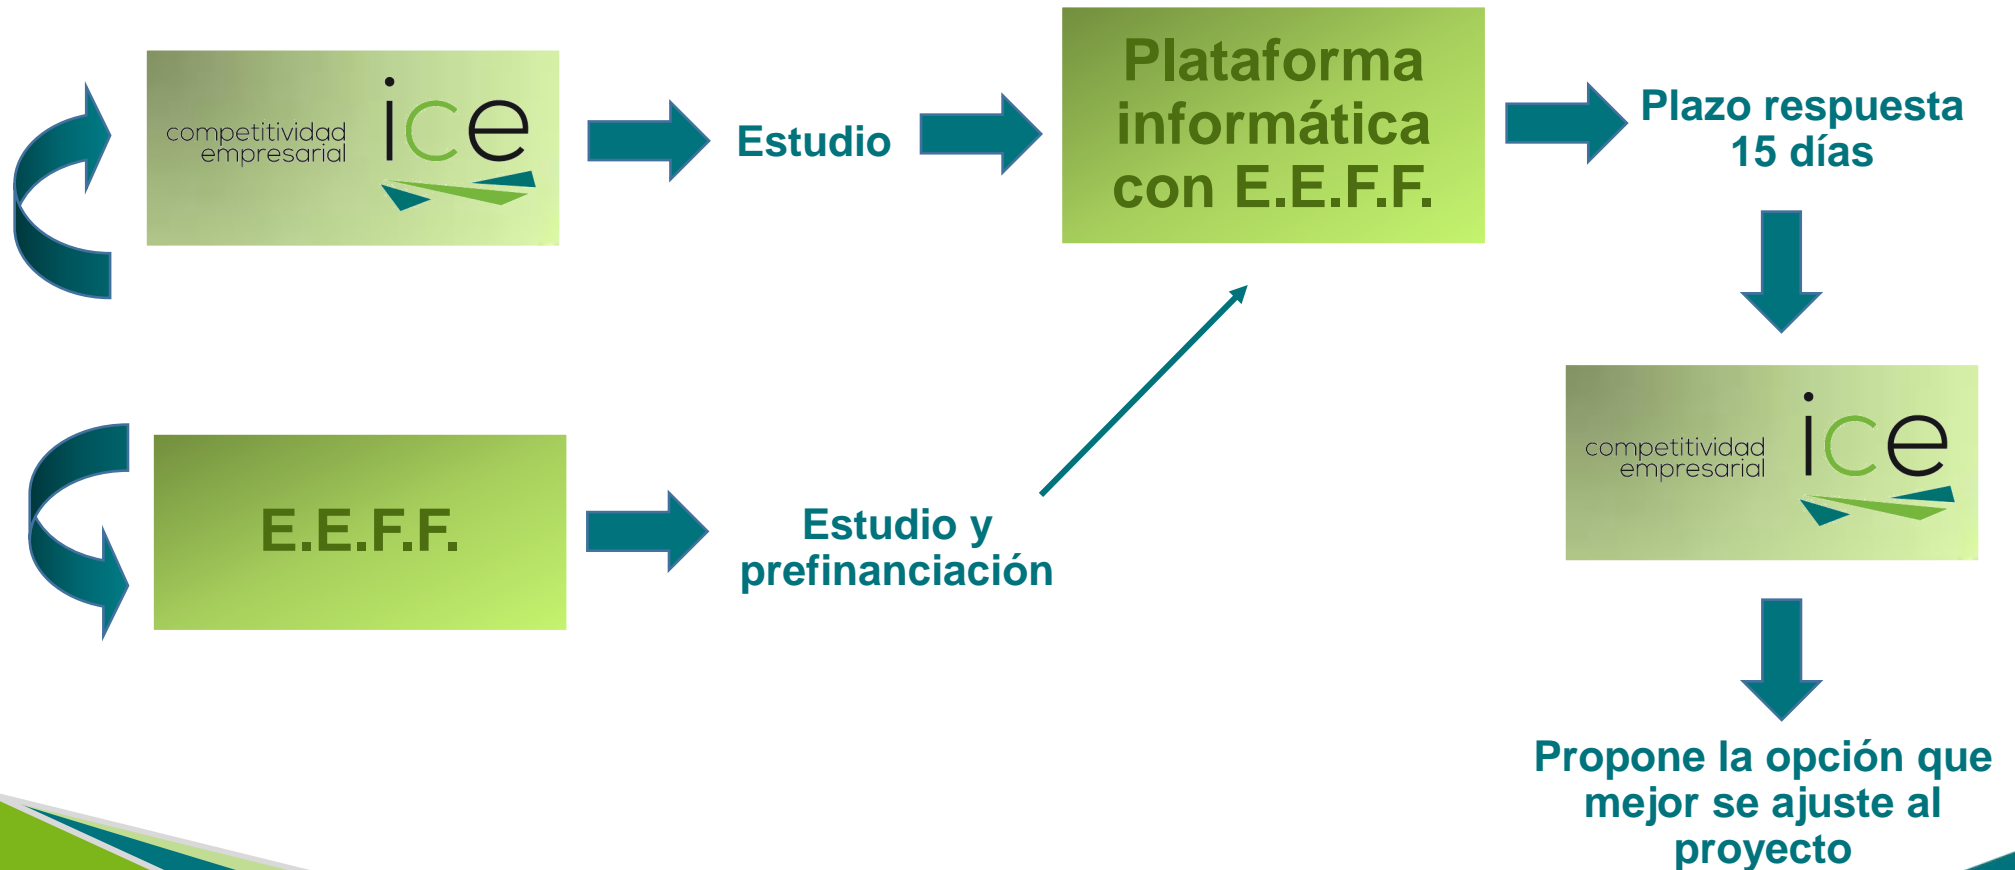 competitividad
empresarial
ice
Estudio
Plataforma
informática
con E.E.F.F.
Plazo respuesta
15 días
E.E.F.F.
Estudio y
prefinanciación
competitividad
empresarial
ice
Propone la opción que
mejor se ajuste al
proyecto